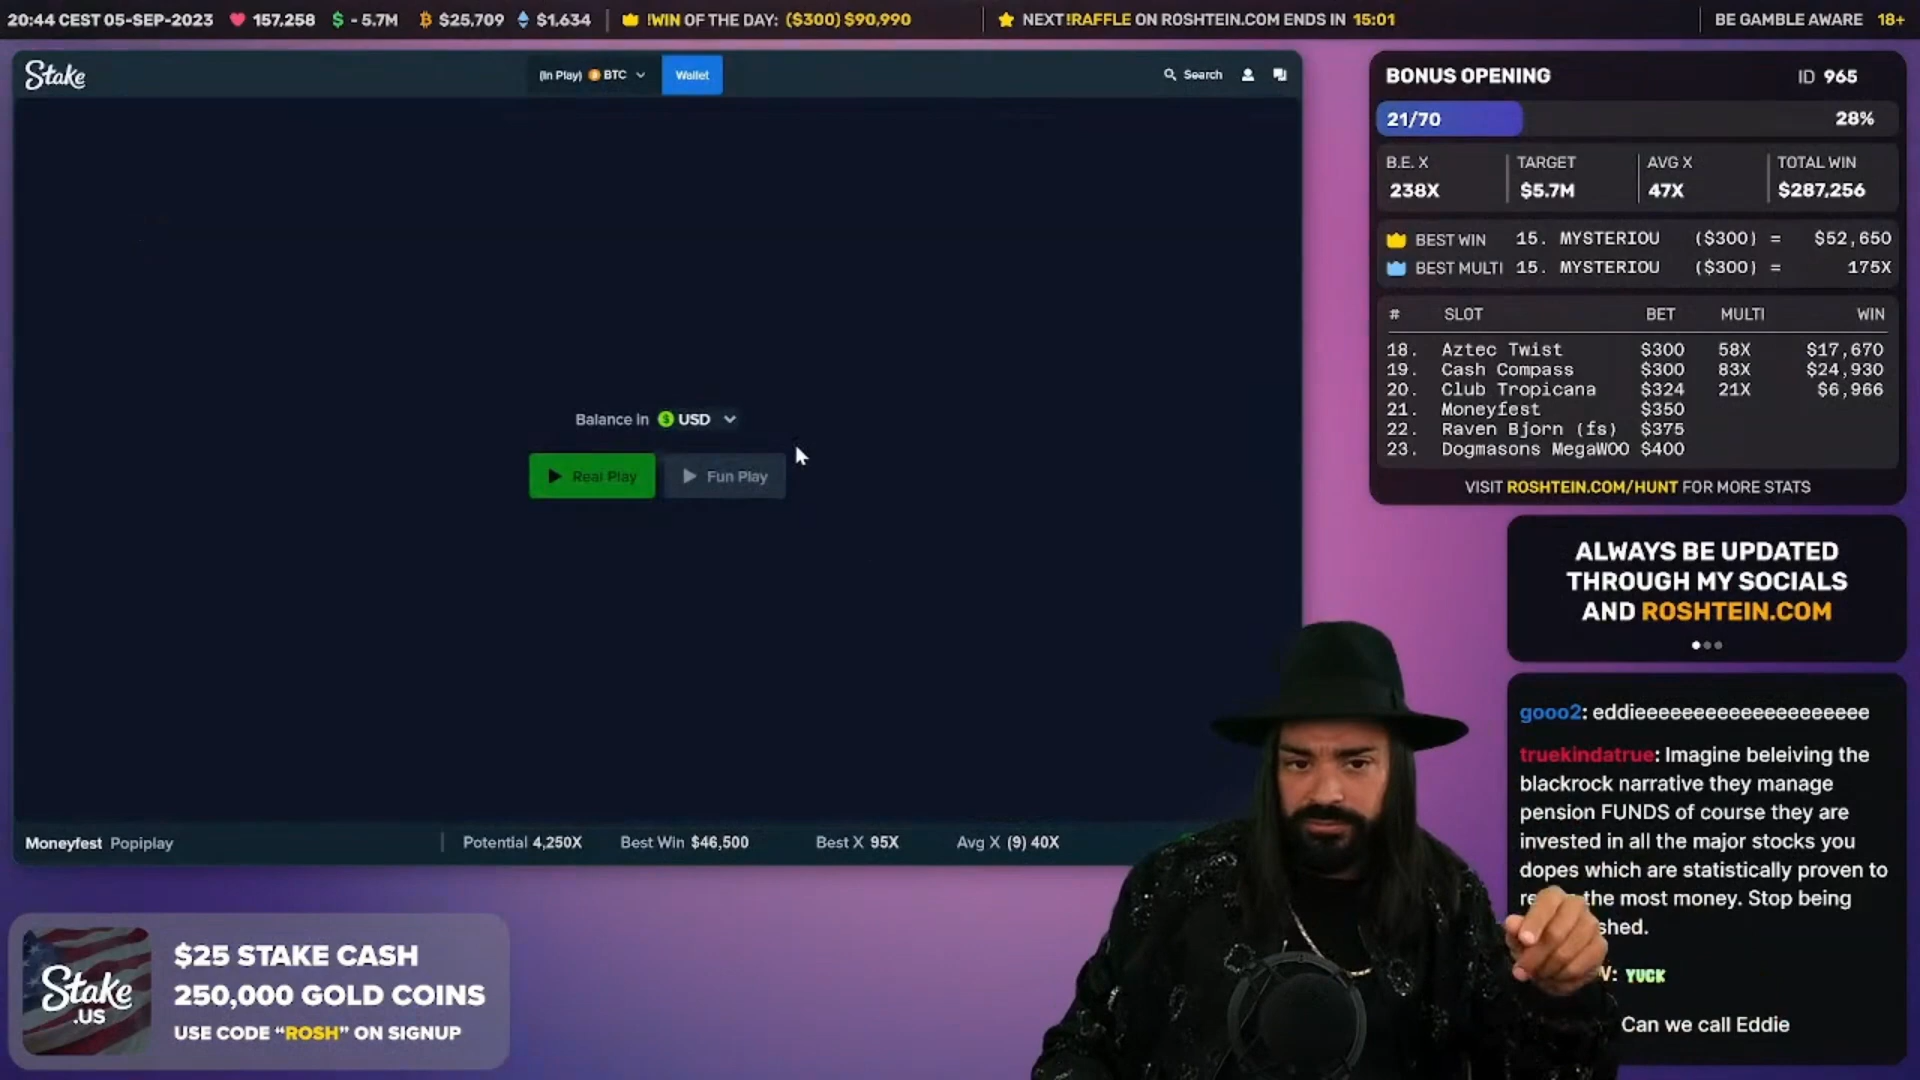 20:44 CEST 05-SEP-2023 157,258 $ - 5.7M $25,709 $1,634 !WIN OF THE DAY: ($300) $90,990 NEXT !RAFFLE ON ROSHTEIN.COM ENDS IN 15:01 BE GAMBLE AWARE 18+
Stake (In Play) BTC Wallet Search
Balance in USD
Real Play Fun Play
Moneyfest Popiplay Potential 4,250X Best Win $46,500 Best X 95X Avg X (9) 40X
BONUS OPENING ID 965
21/70 28%
B.E. X TARGET AVG X TOTAL WIN
238X $5.7M 47X $287,256
BEST WIN 15. MYSTERIOU ($300) = $52,650
BEST MULTI 15. MYSTERIOU ($300) = 175X
# SLOT BET MULTI WIN
18. Aztec Twist $300 58X $17,670
19. Cash Compass $300 83X $24,930
20. Club Tropicana $324 21X $6,966
21. Moneyfest $350
22. Raven Bjorn (fs) $375
23. Dogmasons MegaWOO $400
VISIT ROSHTEIN.COM/HUNT FOR MORE STATS
ALWAYS BE UPDATED
THROUGH MY SOCIALS
AND ROSHTEIN.COM
gooo2: eddieeeeeeeeeeeeeeeeeeee
truekindatrue: Imagine beleiving the
blackrock narrative they manage
pension FUNDS of course they are
invested in all the major stocks you
dopes which are statistically proven to
the most money. Stop being
YUCK
Can we call Eddie
Stake
.US
$25 STAKE CASH
250,000 GOLD COINS
USE CODE “ROSH” ON SIGNUP